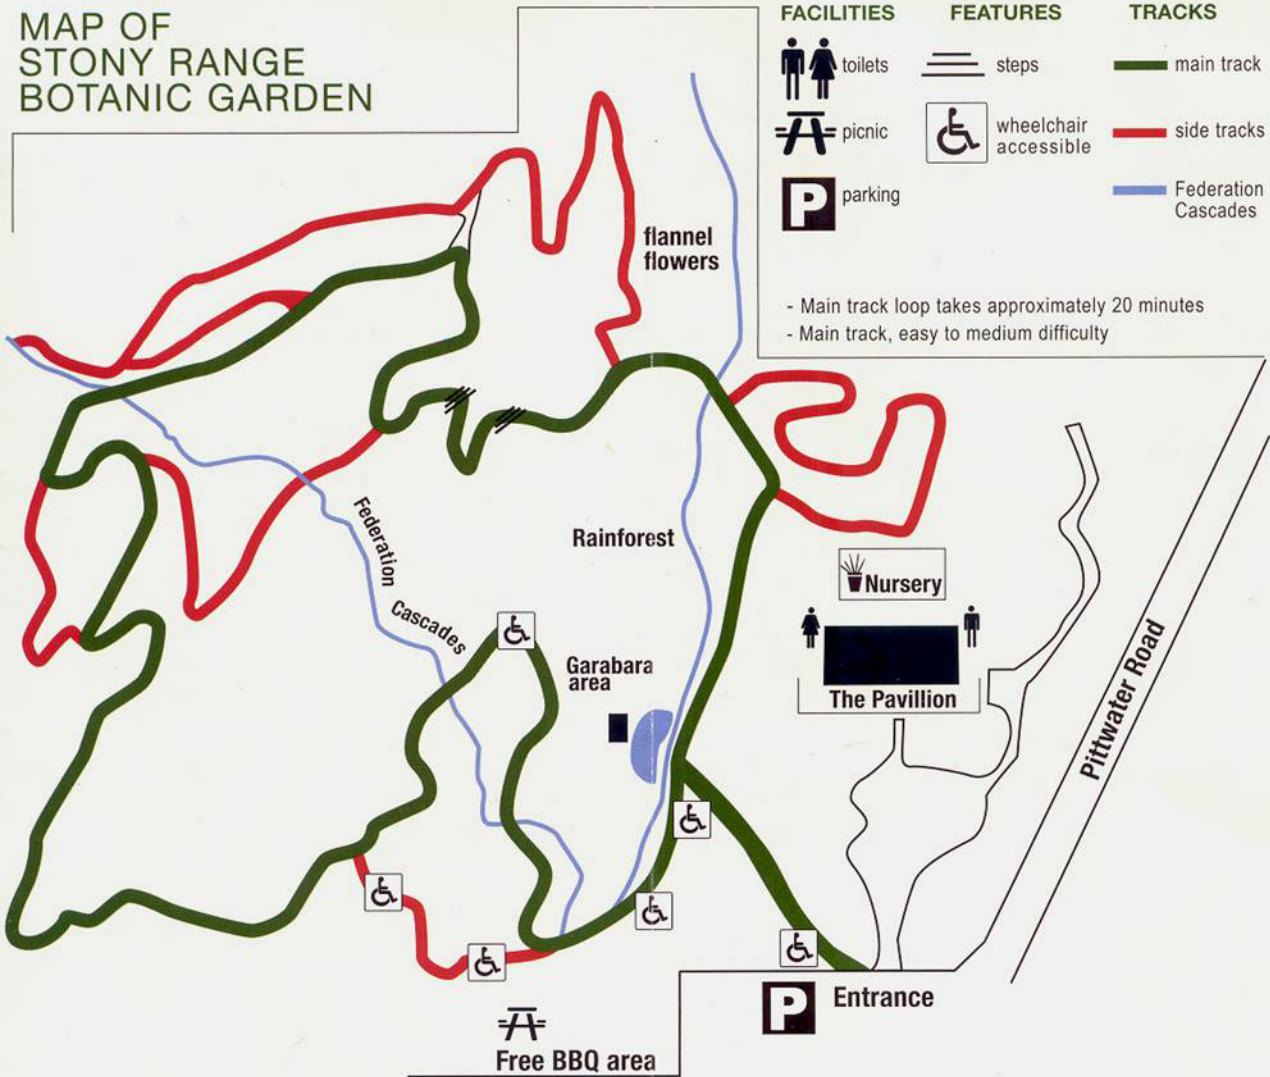 MAP OF
STONY RANGE
BOTANIC GARDEN
FACILITIES
toilets
picnic
P
parking
FEATURES
steps
wheelchair
accessible
TRACKS
main track
side tracks
Federation
Cascades
- Main track loop takes approximately 20 minutes
- Main track, easy to medium difficulty
flannel
flowers
Rainforest
Federation
Cascades
Garabara
area
Nursery
The Pavillion
Pittwater Road
P
Entrance
Free BBQ area